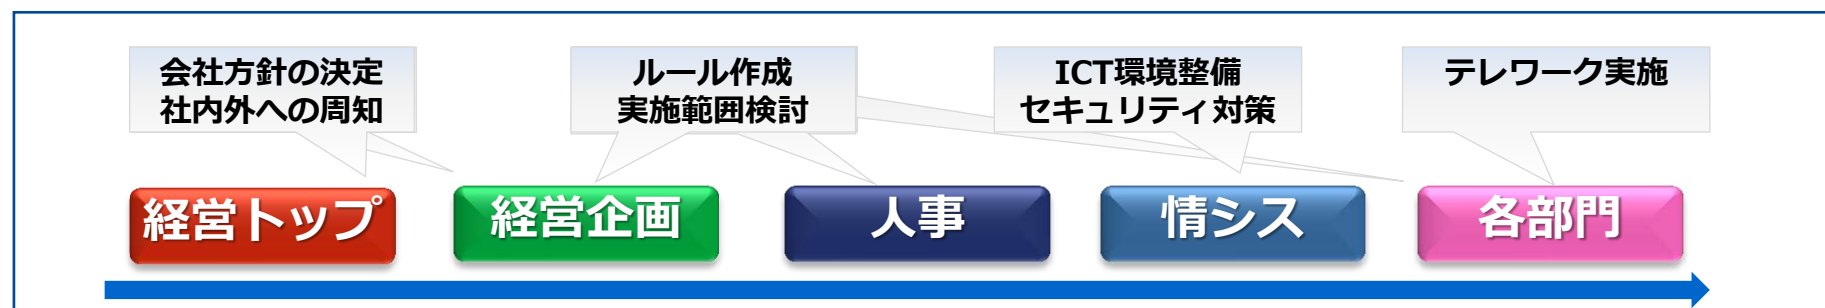 会社方針の決定
社内外への周知
ルール作成
実施範囲検討
ICT環境整備
セキュリティ対策
テレワーク実施
経営トップ
経営企画
人事
情シス
各部門